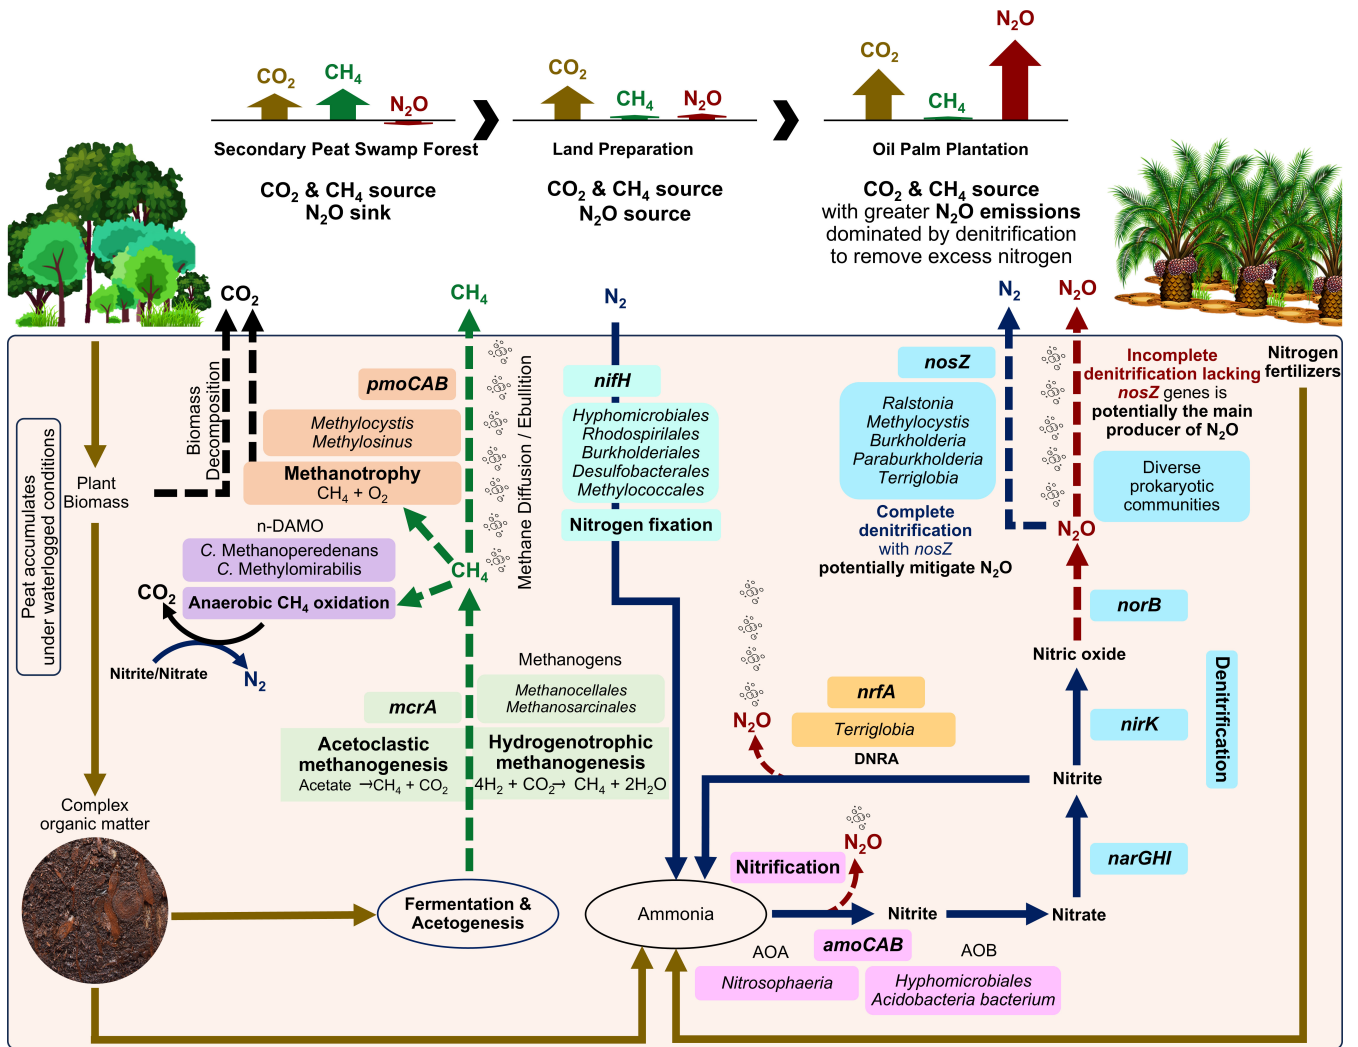 CO₂
CH₄
N₂O
Secondary Peat Swamp Forest
CO₂ & CH₄ source
N₂O sink
CO₂
CH₄
N₂O
Land Preparation
CO₂ & CH₄ source
N₂O source
CO₂
CH₄
N₂O
Oil Palm Plantation
CO₂ & CH₄ source
with greater N₂O emissions
dominated by denitrification
to remove excess nitrogen
CO₂
CH₄
N₂
N₂
N₂O
Peat accumulates
under waterlogged conditions
Plant
Biomass
Complex
organic matter
Biomass
Decomposition
pmoCAB
Methylocystis
Methylosinus
Methanotrophy
CH₄ + O₂
n-DAMO
C. Methanoperedenans
C. Methylomirabilis
Anaerobic CH₄ oxidation
CO₂
Nitrite/Nitrate
N₂
CH₄
Methane Diffusion / Ebullition
Methanogens
mcrA
Methanocellales
Methanosarcinales
Acetoclastic
methanogenesis
Acetate →CH₄ + CO₂
Hydrogenotrophic
methanogenesis
4H₂ + CO₂→ CH₄ + 2H₂O
Fermentation &
Acetogenesis
nifH
Hyphomicrobiales
Rhodospirilales
Burkholderiales
Desulfobacterales
Methylococcales
Nitrogen fixation
nosZ
Ralstonia
Methylocystis
Burkholderia
Paraburkholderia
Terriglobia
Complete
denitrification
with nosZ
potentially mitigate N₂O
Incomplete
denitrification lacking
nosZ genes is
potentially the main
producer of N₂O
Nitrogen
fertilizers
Diverse
prokaryotic
communities
N₂O
norB
Nitric oxide
Denitrification
nirK
Nitrite
narGHI
Nitrate
N₂O
nrfA
Terriglobia
DNRA
N₂O
Nitrification
Ammonia
Nitrite
amoCAB
AOA
Nitrosophaeria
AOB
Hyphomicrobiales
Acidobacteria bacterium